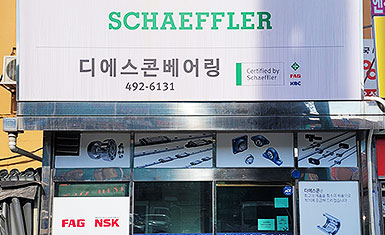 SCHAEFFLER
디에스콘베어링
492-6131
Certified by
Schaeffler
FAG
KBC
FAG NSK
디에스콘